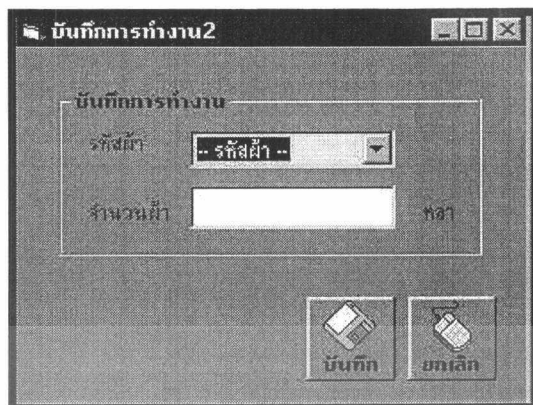 บันทึกการทำงาน2
บันทึกการทำงาน
รหัสผ้า -- รหัสผ้า --
จำนวนผ้า หลา
บันทึก ยกเลิก